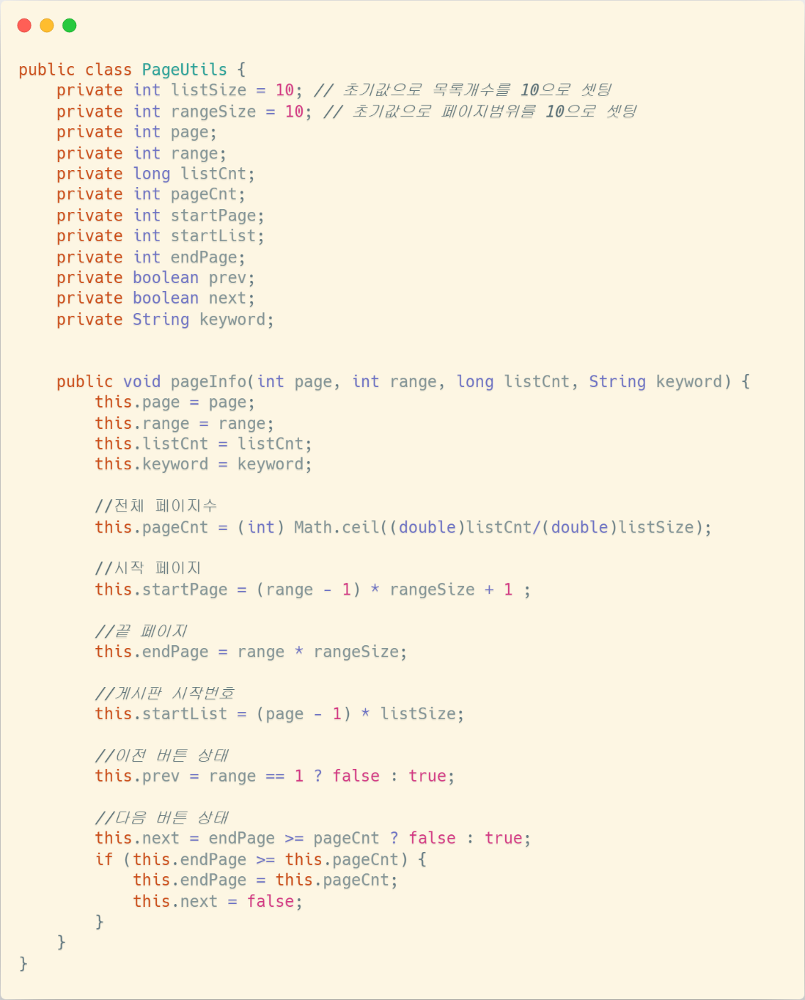 public class PageUtils {
    private int listSize = 10; // 초기값으로 목록개수를 10으로 셋팅
    private int rangeSize = 10; // 초기값으로 페이지범위를 10으로 셋팅
    private int page;
    private int range;
    private long listCnt;
    private int pageCnt;
    private int startPage;
    private int startList;
    private int endPage;
    private boolean prev;
    private boolean next;
    private String keyword;
    public void pageInfo(int page, int range, long listCnt, String keyword) {
        this.page = page;
        this.range = range;
        this.listCnt = listCnt;
        this.keyword = keyword;
        //전체 페이지수
        this.pageCnt = (int) Math.ceil((double)listCnt/(double)listSize);
        //시작 페이지
        this.startPage = (range - 1) * rangeSize + 1 ;
        //끝 페이지
        this.endPage = range * rangeSize;
        //게시판 시작번호
        this.startList = (page - 1) * listSize;
        //이전 버튼 상태
        this.prev = range == 1 ? false : true;
        //다음 버튼 상태
        this.next = endPage >= pageCnt ? false : true;
        if (this.endPage >= this.pageCnt) {
            this.endPage = this.pageCnt;
            this.next = false;
        }
    }
}